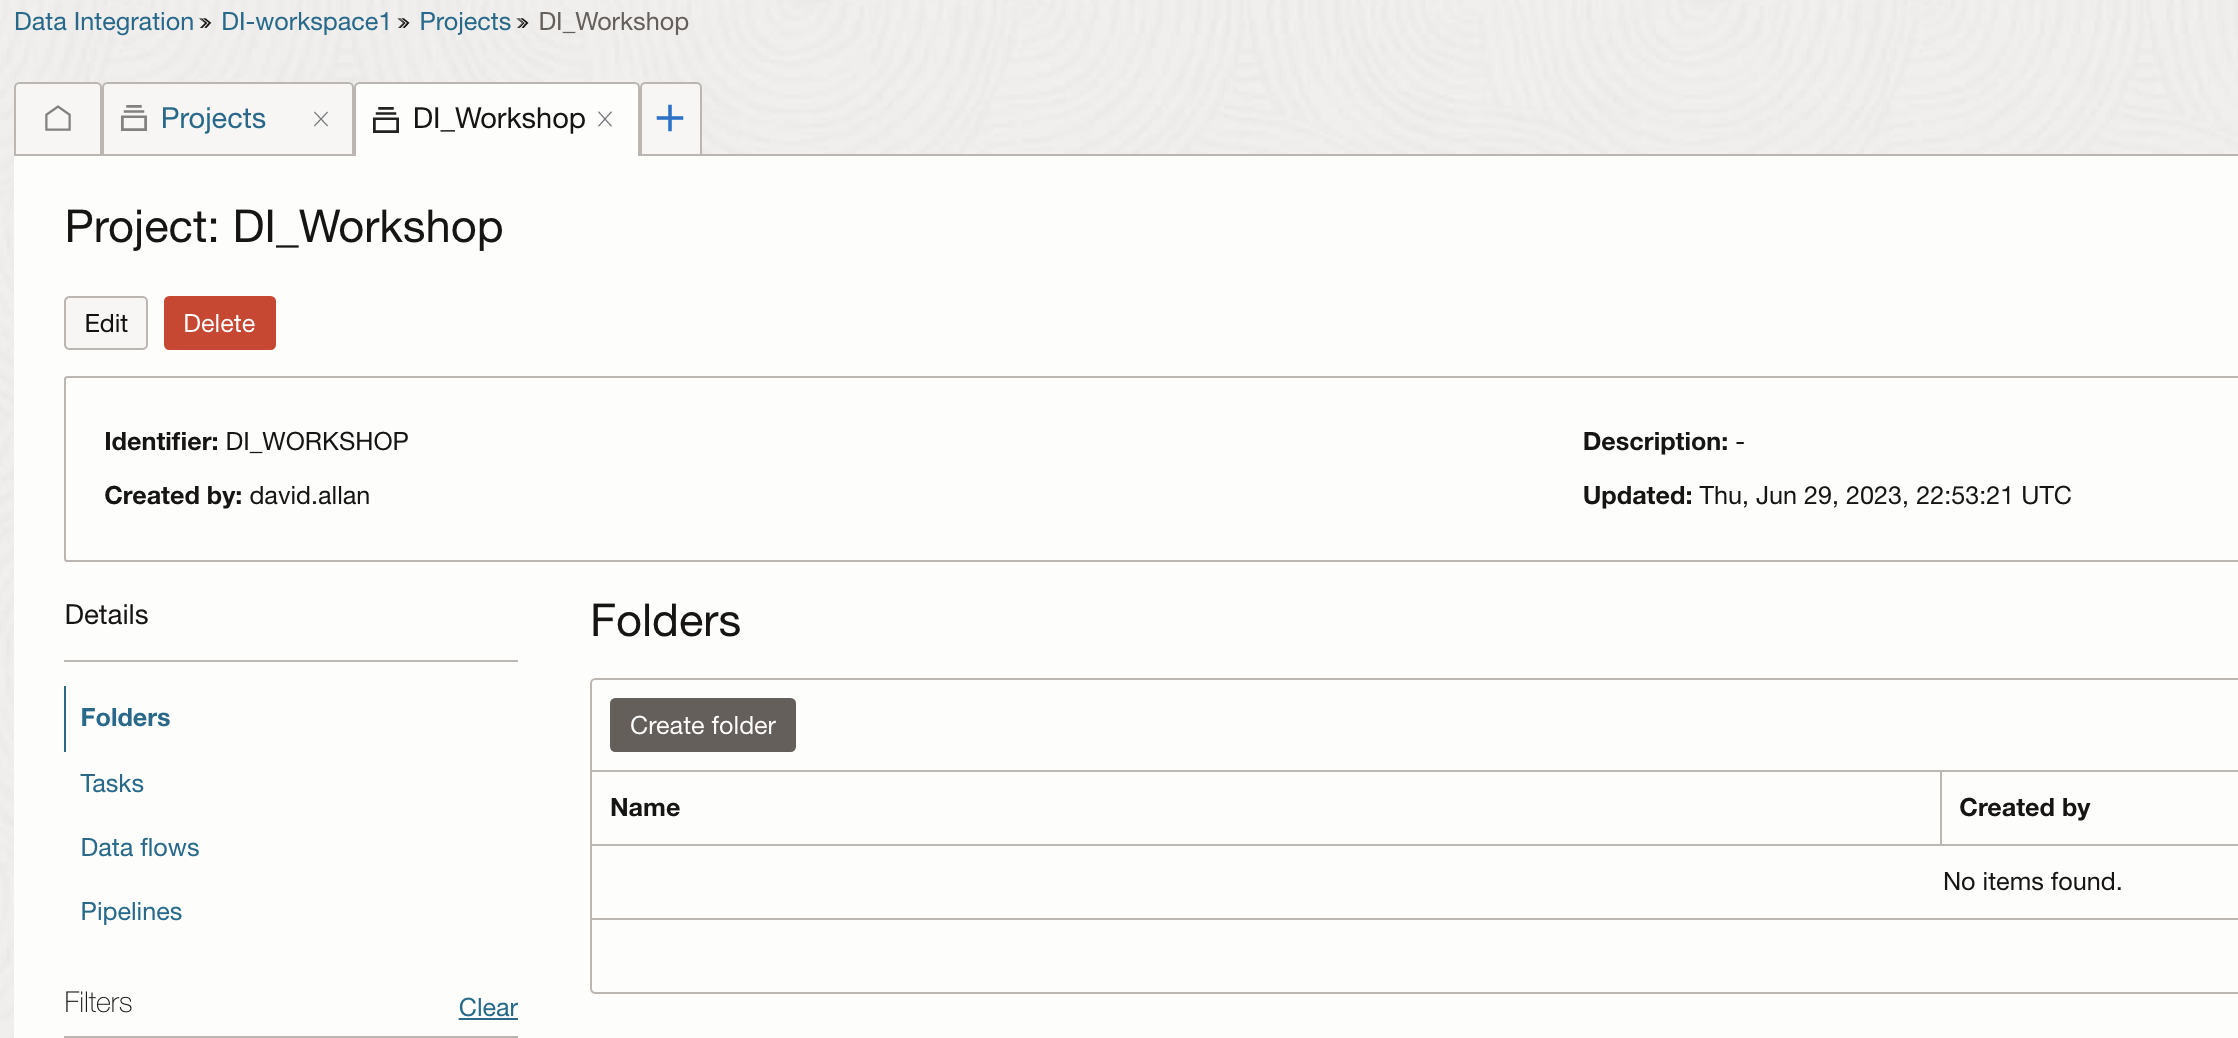 Data Integration » DI-workspace1 » Projects » DI_Workshop
Projects
DI_Workshop
Project: DI_Workshop
Edit
Delete
Identifier: DI_WORKSHOP
Description: -
Created by: david.allan
Updated: Thu, Jun 29, 2023, 22:53:21 UTC
Details
Folders
Tasks
Data flows
Pipelines
Filters
Clear
Folders
Create folder
Name
Created by
No items found.